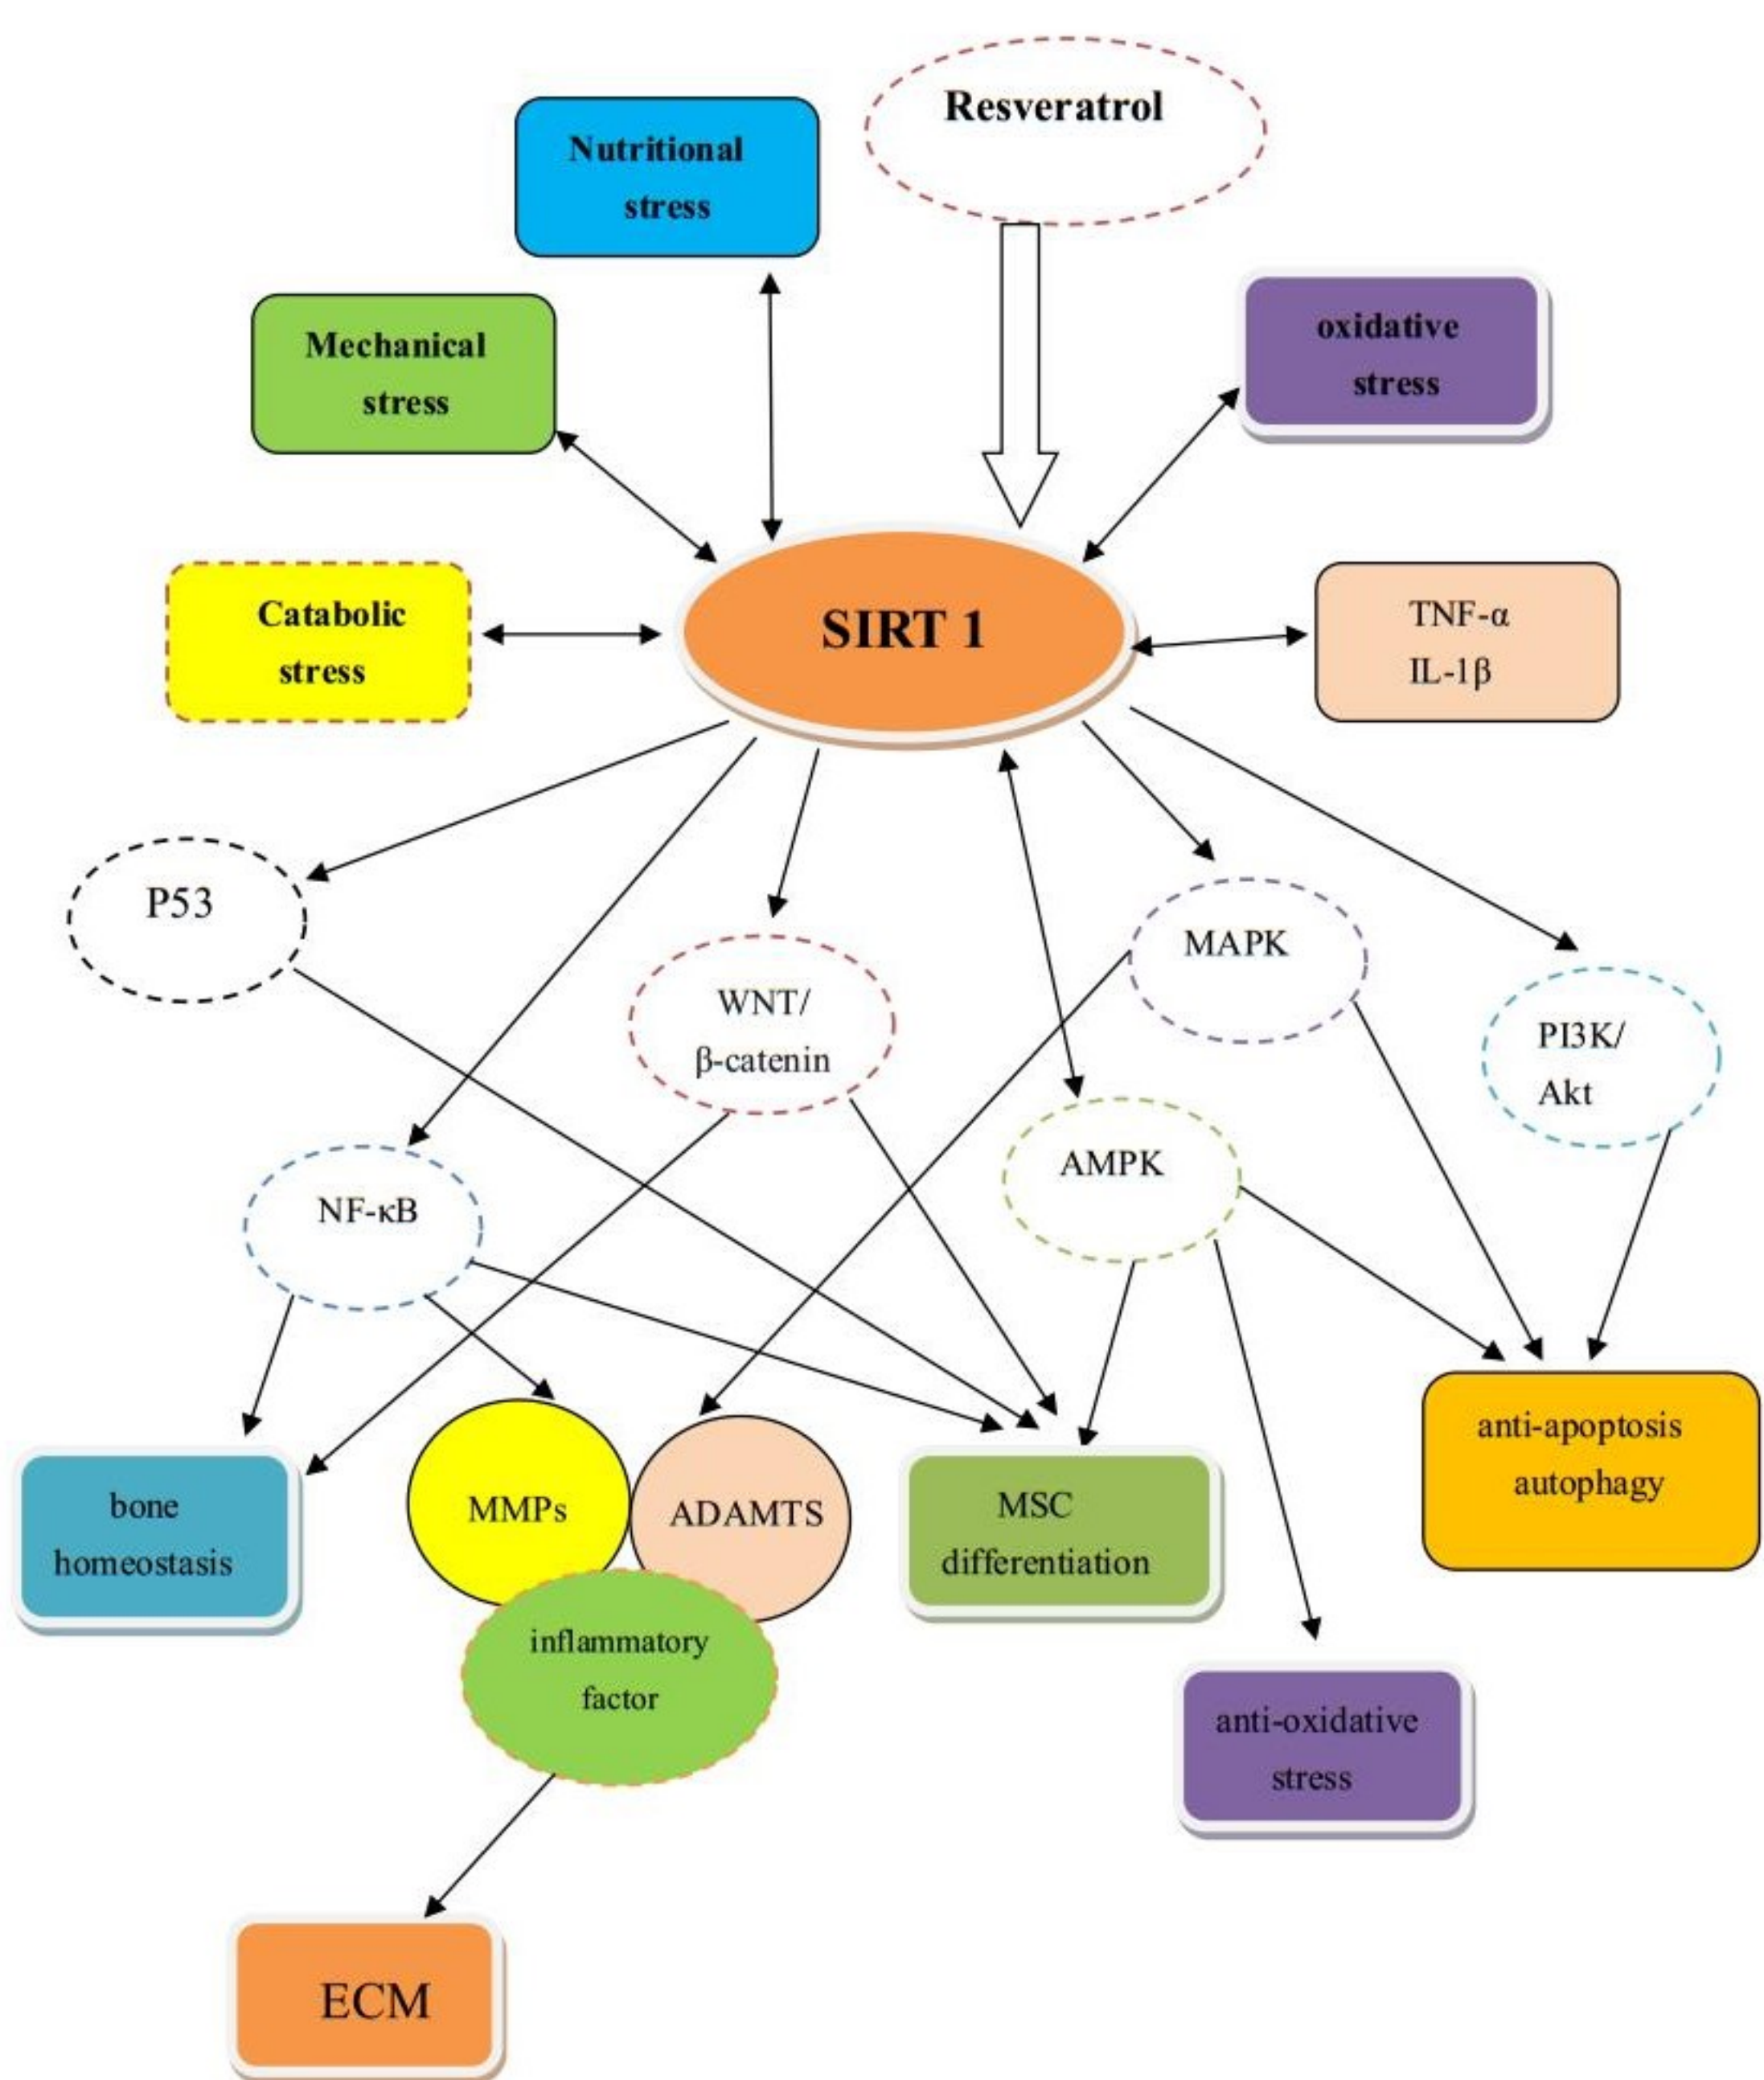 Resveratrol
Nutritional
stress
oxidative
stress
Mechanical
stress
Catabolic
stress
SIRT 1
TNF-α
IL-1β
P53
MAPK
WNT/
β-catenin
PI3K/
Akt
AMPK
NF-κB
anti-apoptosis
autophagy
bone
homeostasis
MMPs
ADAMTS
MSC
differentiation
inflammatory
factor
anti-oxidative
stress
ECM